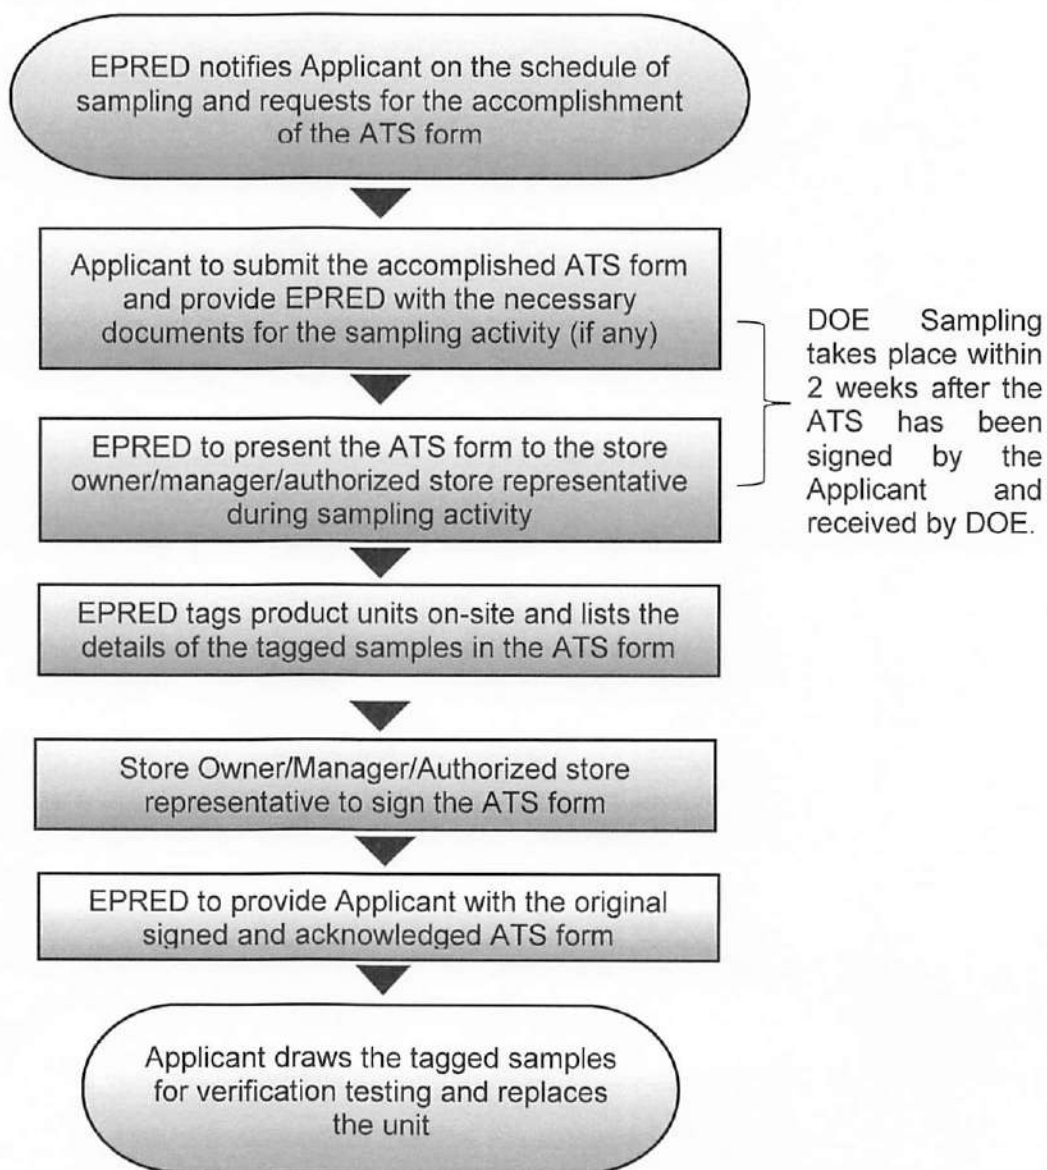 EPRED notifies Applicant on the schedule of
sampling and requests for the accomplishment
of the ATS form
Applicant to submit the accomplished ATS form
and provide EPRED with the necessary
documents for the sampling activity (if any)
EPRED to present the ATS form to the store
owner/manager/authorized store representative
during sampling activity
DOE Sampling
takes place within
2 weeks after the
ATS has been
signed by the
Applicant and
received by DOE.
EPRED tags product units on-site and lists the
details of the tagged samples in the ATS form
Store Owner/Manager/Authorized store
representative to sign the ATS form
EPRED to provide Applicant with the original
signed and acknowledged ATS form
Applicant draws the tagged samples
for verification testing and replaces
the unit